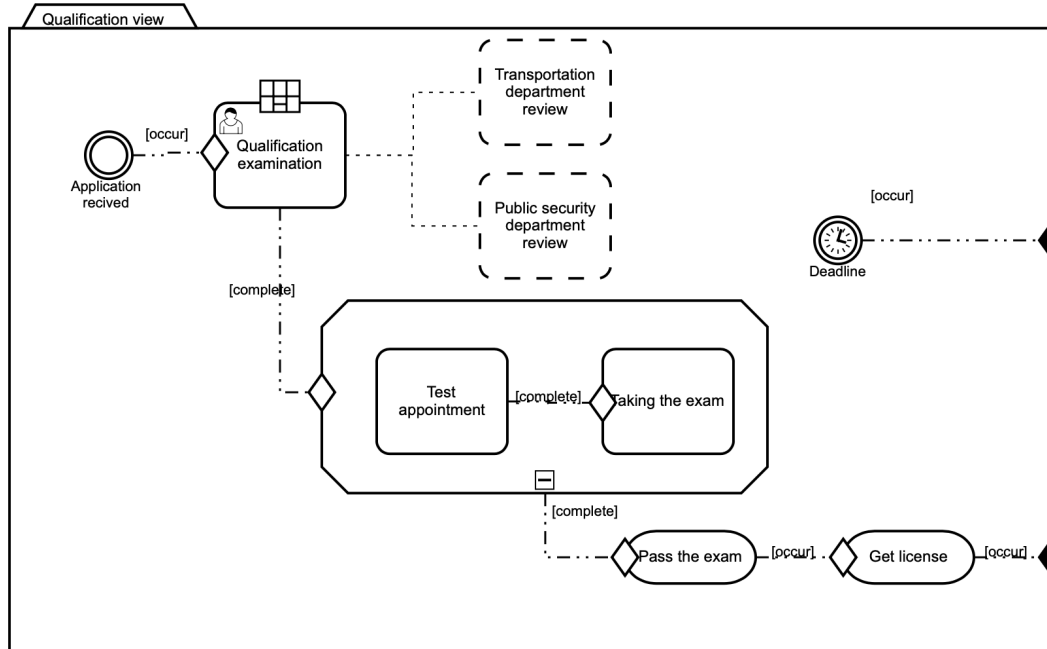 Qualification view
Transportation
department
review
[occur]
Qualification
examination
Application
recived
Public security
department
review
[occur]
Deadline
[complete]
Test
appointment
[complete]
Taking the exam
[complete]
Pass the exam
[occur]
Get license
[occur]